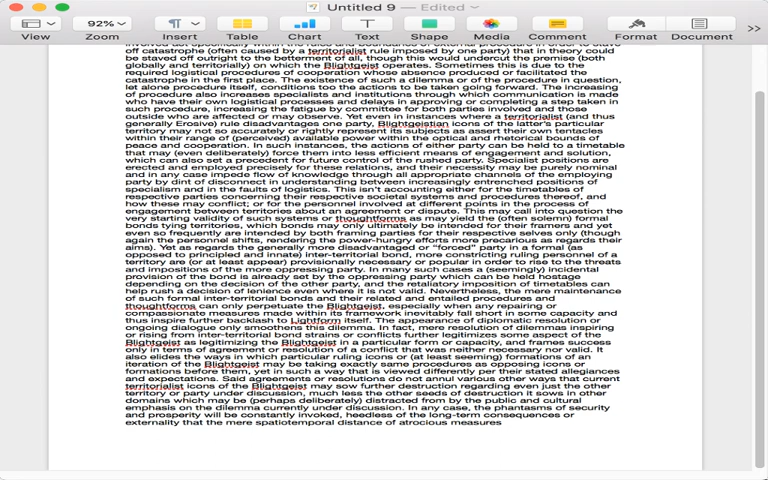 Untitled 9 — Edited
92%
View Zoom Insert Table Chart Text Shape Media Comment Format Document
off catastrophe (often caused by a territorialist rule imposed by one party) that in theory could
be staved off outright to the betterment of all, though this would undercut the premise (both
globally and territorially) on which the Blightgeist operates. Sometimes this is due to the
required logistical procedures of cooperation whose absence produced or facilitated the
catastrophe in the first place. The existence of such a dilemma or of the procedure in question,
let alone procedure itself, conditions too the actions to be taken going forward. The increasing
of procedure also increases specialists and institutions through which communication is made
who have their own logistical processes and delays in approving or completing a step taken in
such procedure, increasing the fatigue by committee for both parties involved and those
outside who are affected or may observe. Yet even in instances where a territorialist (and thus
generally Erosive) rule disadvantages one party, Blightgeistien icons of the latter's particular
territory may not so accurately or rightly represent its subjects as assert their own tentacles
within their range of (perceived) available power within the optical and rhetorical bounds of
peace and cooperation. In such instances, the actions of either party can be held to a timetable
that may (even deliberately) force them into less efficient means of engagement and solution,
which can also set a precedent for future control of the rushed party. Specialist positions are
erected and employed precisely for these relations, and their necessity may be purely nominal
and in any case impede flow of knowledge through all appropriate channels of the employing
party by dint of disconnect in understanding between increasingly entrenched positions of
specialism and in the faults of logistics. This isn't accounting either for the timetables of
respective parties concerning their respective societal systems and procedures thereof, and
how these may conflict; or for the personnel involved at different points in the process of
engagement between territories about an agreement or dispute. This may call into question the
very starting validity of such systems or thoughtforms as may yield the (often solemn) formal
bonds tying territories, which bonds may only ultimately be intended for their framers and yet
even so frequently are intended by both framing parties for their respective selves only (though
again the personnel shifts, rendering the power-hungry efforts more precarious as regards their
aims). Yet as regards the generally more disadvantaged or "forced" party in a formal (as
opposed to principled and innate) inter-territorial bond, more constricting ruling personnel of a
territory are (or at least appear) provisionally necessary or popular in order to rise to the threats
and impositions of the more oppressing party. In many such cases a (seemingly) incidental
provision of the bond is already set by the oppressing party which can be held hostage
depending on the decision of the other party, and the retaliatory imposition of timetables can
help rush a decision of lenience even where it is not valid. Nevertheless, the mere maintenance
of such formal inter-territorial bonds and their related and entailed procedures and
thoughtforms can only perpetuate the Blightgeist, especially when any repairing or
compassionate measures made within its framework inevitably fall short in some capacity and
thus inspire further backlash to Lightform itself. The appearance of diplomatic resolution or
ongoing dialogue only smoothens this dilemma. In fact, mere resolution of dilemmas inspiring
or rising from inter-territorial bond strains or conflicts further legitimizes some aspect of the
Blightgeist as legitimizing the Blightgeist in a particular form or capacity, and frames success
only in terms of agreement or resolution of a conflict that was neither necessary nor valid. It
also elides the ways in which particular ruling icons or (at least seeming) formations of an
iteration of the Blightgeist may be taking exactly same procedures as opposing icons or
formations before them, yet in such a way that is viewed differently per their stated allegiances
and expectations. Said agreements or resolutions do not annul various other ways that current
territorialist icons of the Blightgeist may sow further destruction regarding even just the other
territory or party under discussion, much less the other seeds of destruction it sows in other
domains which may be (perhaps deliberately) distracted from by the public and cultural
emphasis on the dilemma currently under discussion. In any case, the phantasms of security
and prosperity will be constantly invoked, heedless of the long-term consequences or
externality that the mere spatiotemporal distance of atrocious measures